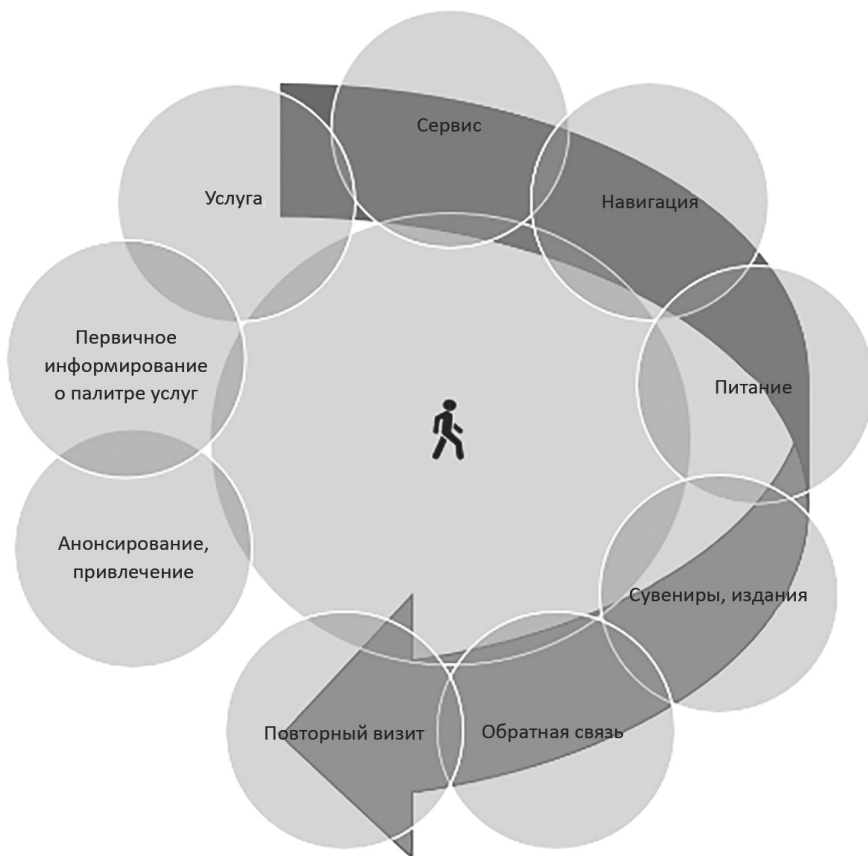 Сервис
Услуга
Навигация
Первичное
информирование
о палитре услуг
Питание
Анонсирование,
привлечение
Сувениры, издания
Повторный визит
Обратная связь